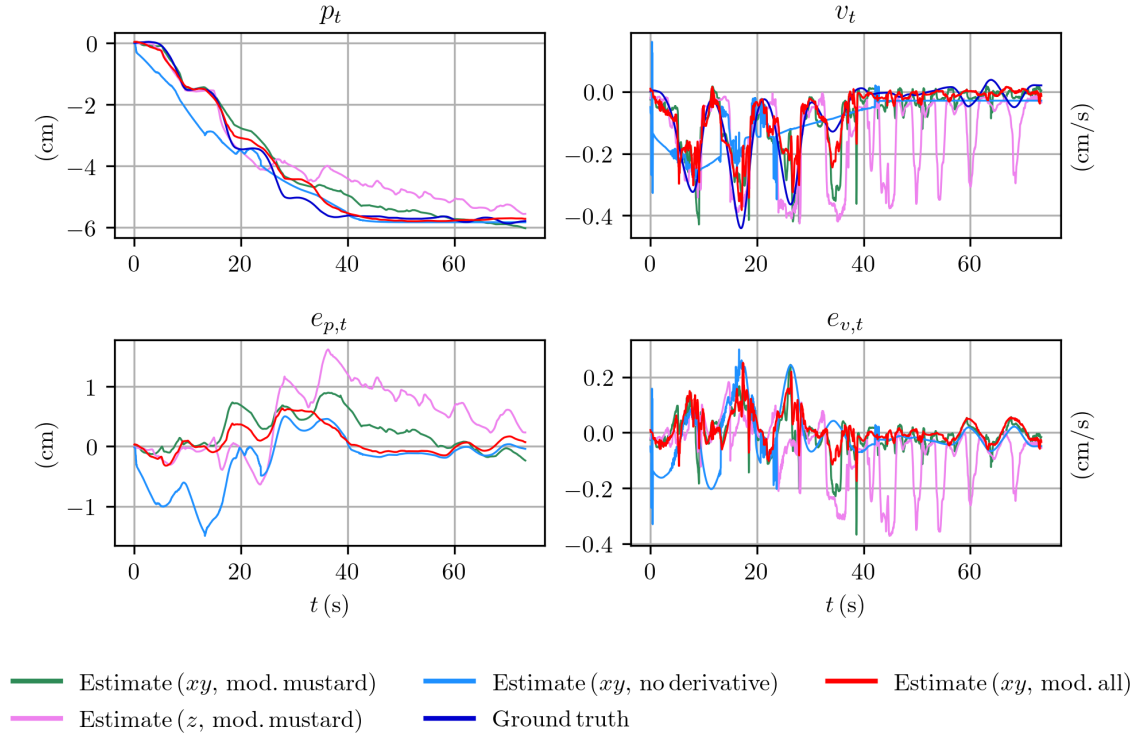 p_t
v_t
0
−2
−4
−6
(cm)
0
20
40
60
0.0
−0.2
−0.4
(cm/s)
0
20
40
60
e_{p,t}
e_{v,t}
1
0
−1
(cm)
0
20
40
60
t (s)
0.2
0.0
−0.2
−0.4
(cm/s)
0
20
40
60
t (s)
Estimate (xy, mod. mustard)
Estimate (xy, no derivative)
Estimate (xy, mod. all)
Estimate (z, mod. mustard)
Ground truth